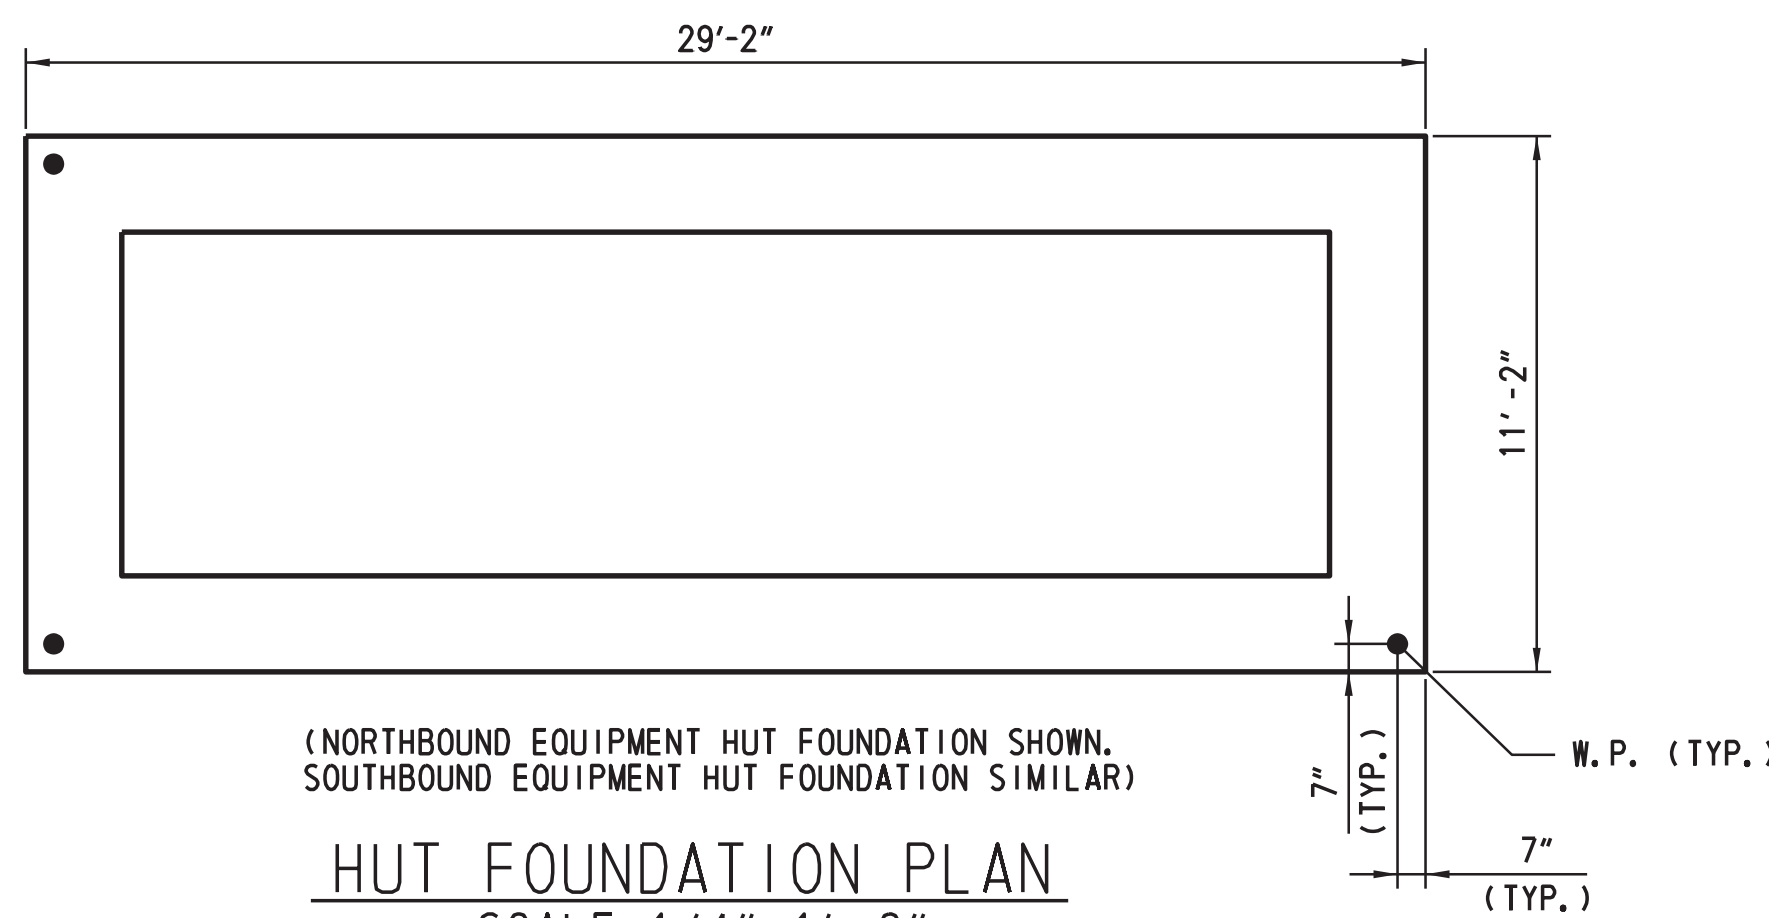 29'-2"
11'-2"
(NORTHBOUND EQUIPMENT HUT FOUNDATION SHOWN.
SOUTHBOUND EQUIPMENT HUT FOUNDATION SIMILAR)
7"
(TYP.)
W.P. (TYP.)
7"
(TYP.)
HUT FOUNDATION PLAN